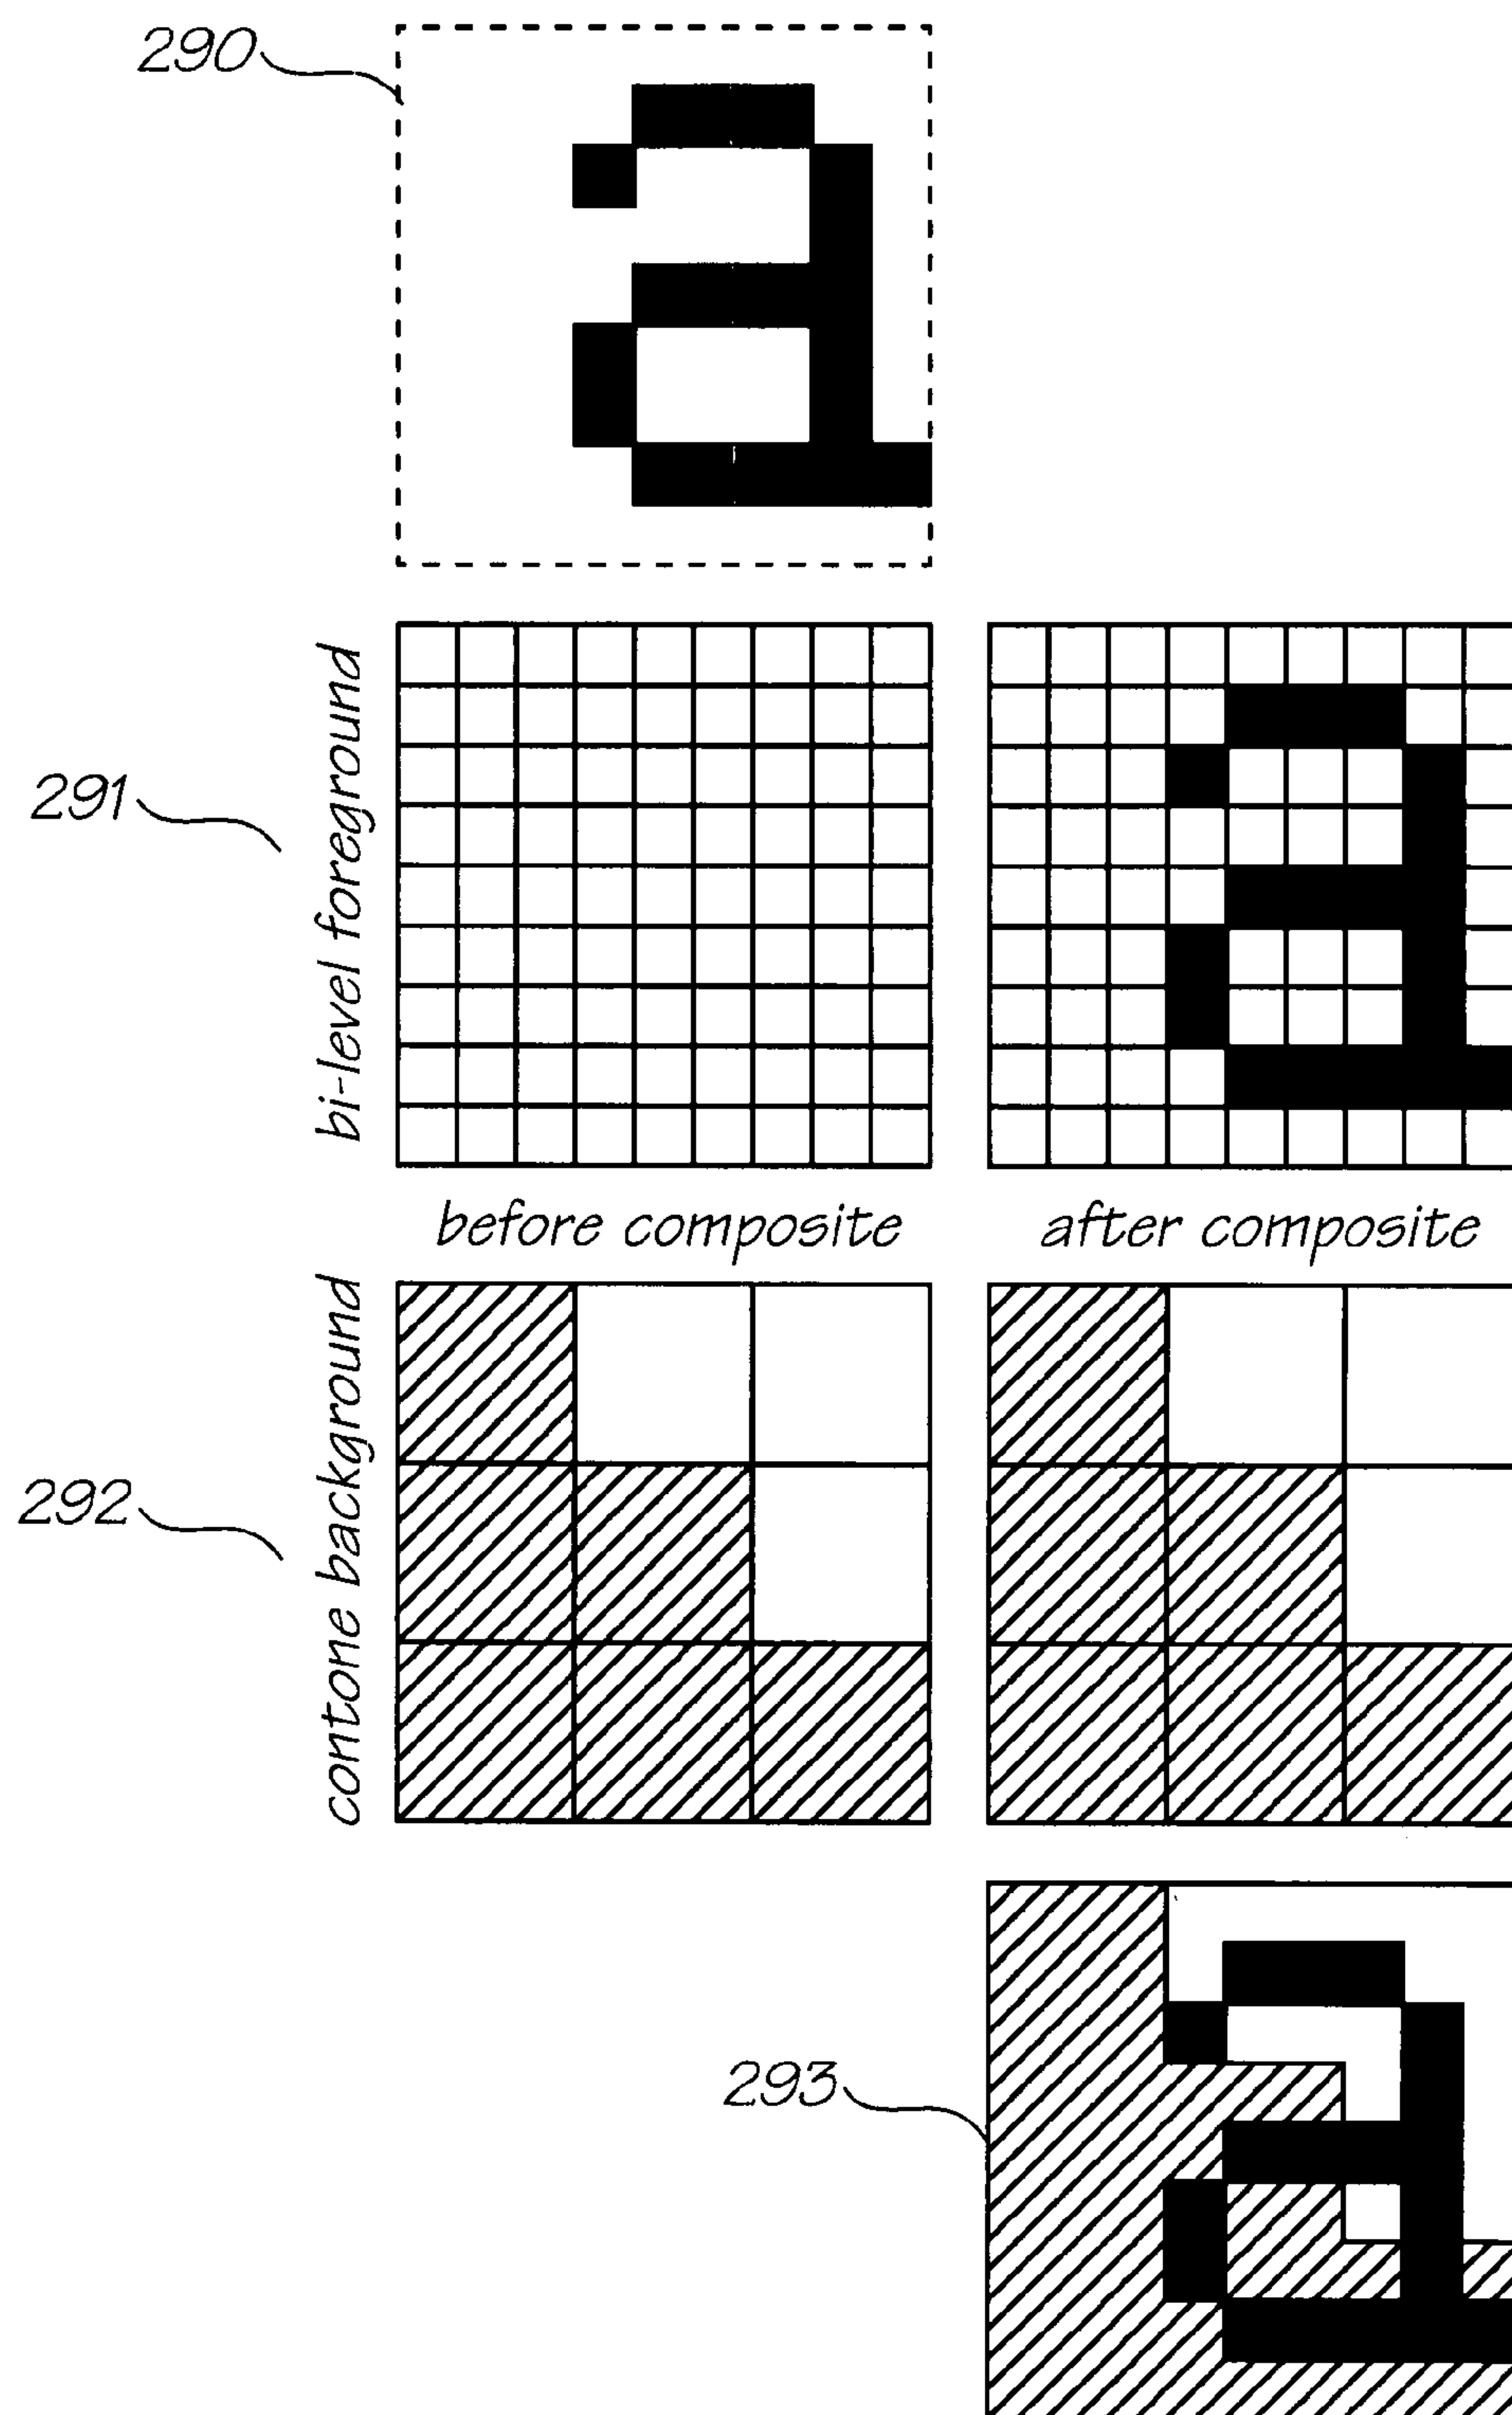 290
291
bi-level foreground
before composite
after composite
292
contone background
293